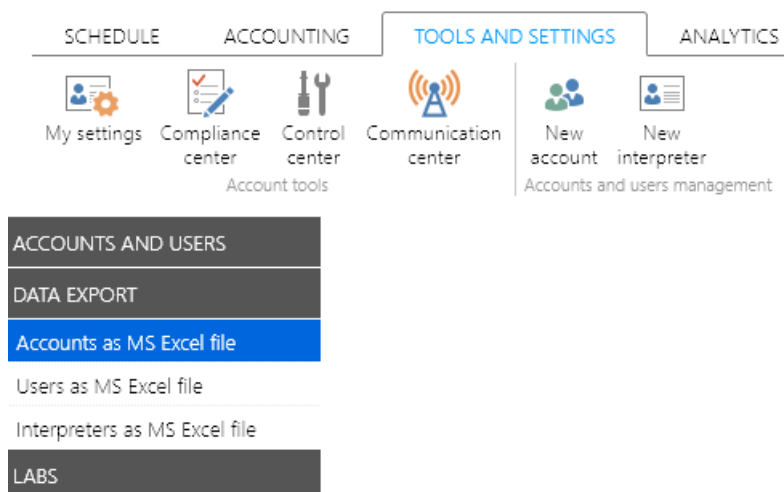 SCHEDULE ACCOUNTING TOOLS AND SETTINGS ANALYTICS
My settings Compliance Control Communication New New
center center center account interpreter
Account tools Accounts and users management
ACCOUNTS AND USERS
DATA EXPORT
Accounts as MS Excel file
Users as MS Excel file
Interpreters as MS Excel file
LABS